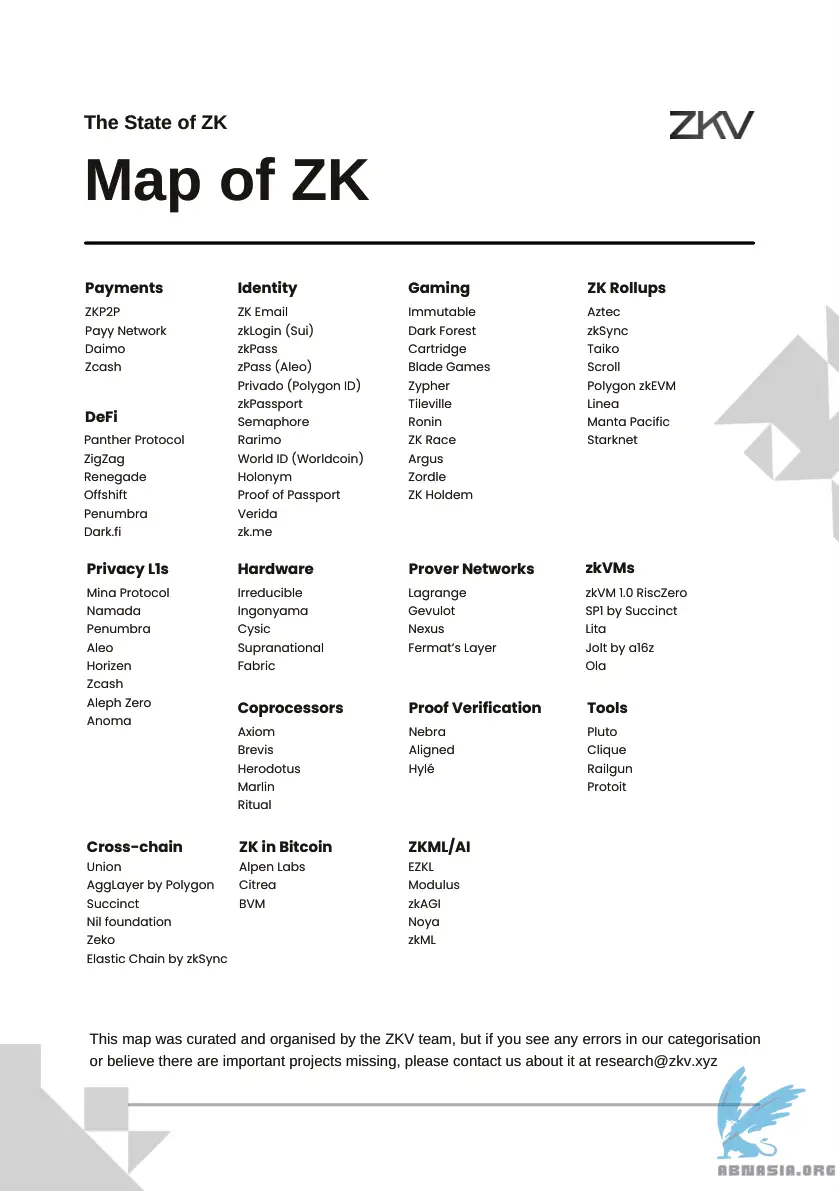 The State of ZK
ZKV
Map of ZK
Payments
ZKP2P
Payy Network
Daimo
Zcash
DeFi
Panther Protocol
ZigZag
Renegade
Offshift
Penumbra
Dark.fi
Identity
ZK Email
zkLogin (Sui)
zkPass
zPass (Aleo)
Privado (Polygon ID)
zkPassport
Semaphore
Rarimo
World ID (Worldcoin)
Holonym
Proof of Passport
Verida
zk.me
Gaming
Immutable
Dark Forest
Cartridge
Blade Games
Zypher
Tileville
Ronin
ZK Race
Argus
Zordle
ZK Holdem
ZK Rollups
Aztec
zkSync
Taiko
Scroll
Polygon zkEVM
Linea
Manta Pacific
Starknet
Privacy L1s
Mina Protocol
Namada
Penumbra
Aleo
Horizen
Zcash
Aleph Zero
Anoma
Hardware
Irreducible
Ingonyama
Cysic
Supranational
Fabric
Coprocessors
Axiom
Brevis
Herodotus
Marlin
Ritual
Prover Networks
Lagrange
Gevulot
Nexus
Fermat's Layer
Proof Verification
Nebra
Aligned
Hylé
zkVMs
zkVM 1.0 RiscZero
SP1 by Succinct
Lita
Jolt by a16z
Ola
Tools
Pluto
Clique
Railgun
Protoit
Cross-chain
Union
AggLayer by Polygon
Succinct
Nil foundation
Zeko
Elastic Chain by zkSync
ZK in Bitcoin
Alpen Labs
Citrea
BVM
ZKML/AI
EZKL
Modulus
zkAGI
Noya
zkML
This map was curated and organised by the ZKV team, but if you see any errors in our categorisation
or believe there are important projects missing, please contact us about it at research@zkv.xyz
ABNASIA.ORG